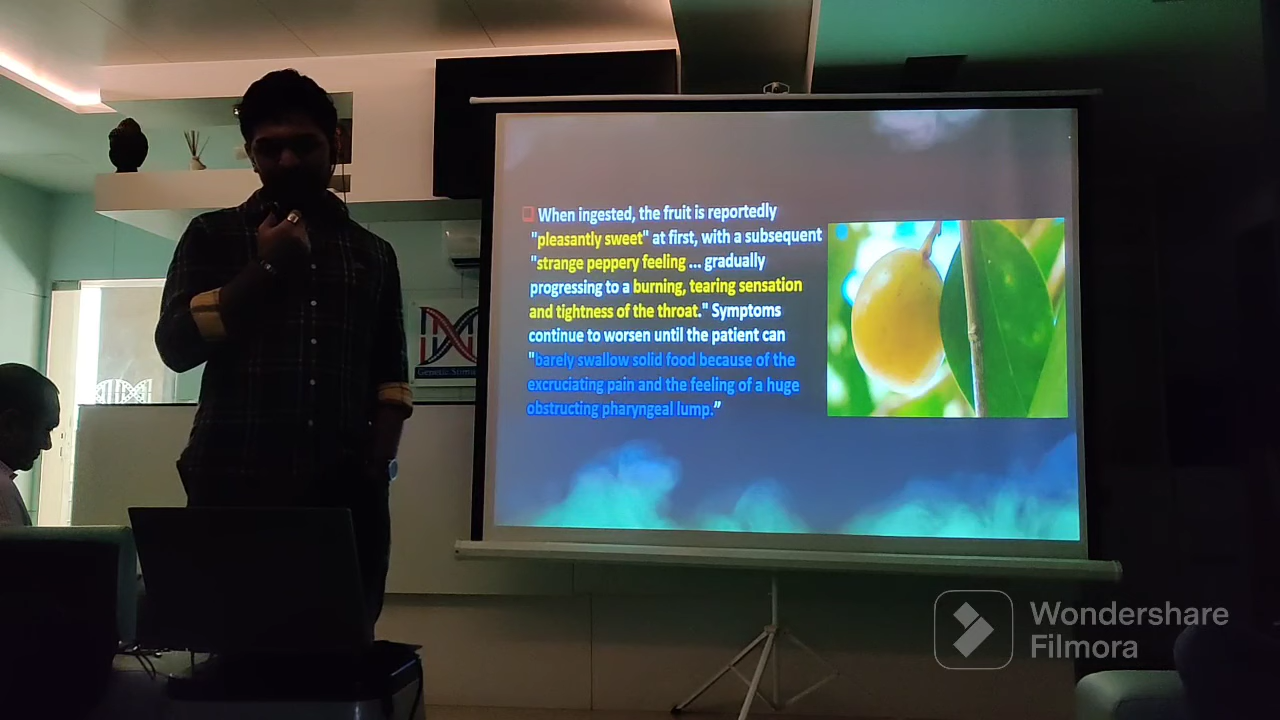 When ingested, the fruit is reportedly
"pleasantly sweet" at first, with a subsequent
"strange peppery feeling ... gradually
progressing to a burning, tearing sensation
and tightness of the throat." Symptoms
continue to worsen until the patient can
"barely swallow solid food because of the
excruciating pain and the feeling of a huge
obstructing pharyngeal lump.”
Wondershare
Filmora